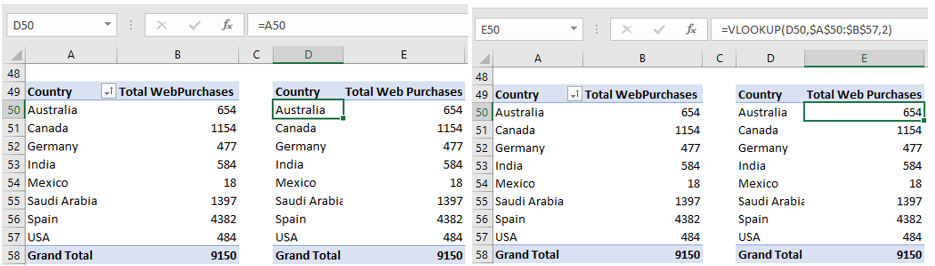 D50 fx =A50
A B C D E
48
49 Country Total WebPurchases Country Total Web Purchases
50 Australia 654 Australia 654
51 Canada 1154 Canada 1154
52 Germany 477 Germany 477
53 India 584 India 584
54 Mexico 18 Mexico 18
55 Saudi Arabia 1397 Saudi Arabia 1397
56 Spain 4382 Spain 4382
57 USA 484 USA 484
58 Grand Total 9150 Grand Total 9150
E50 fx =VLOOKUP(D50,$A$50:$B$57,2)
A B C D E
48
49 Country Total WebPurchases Country Total Web Purchases
50 Australia 654 Australia 654
51 Canada 1154 Canada 1154
52 Germany 477 Germany 477
53 India 584 India 584
54 Mexico 18 Mexico 18
55 Saudi Arabia 1397 Saudi Arabia 1397
56 Spain 4382 Spain 4382
57 USA 484 USA 484
58 Grand Total 9150 Grand Total 9150